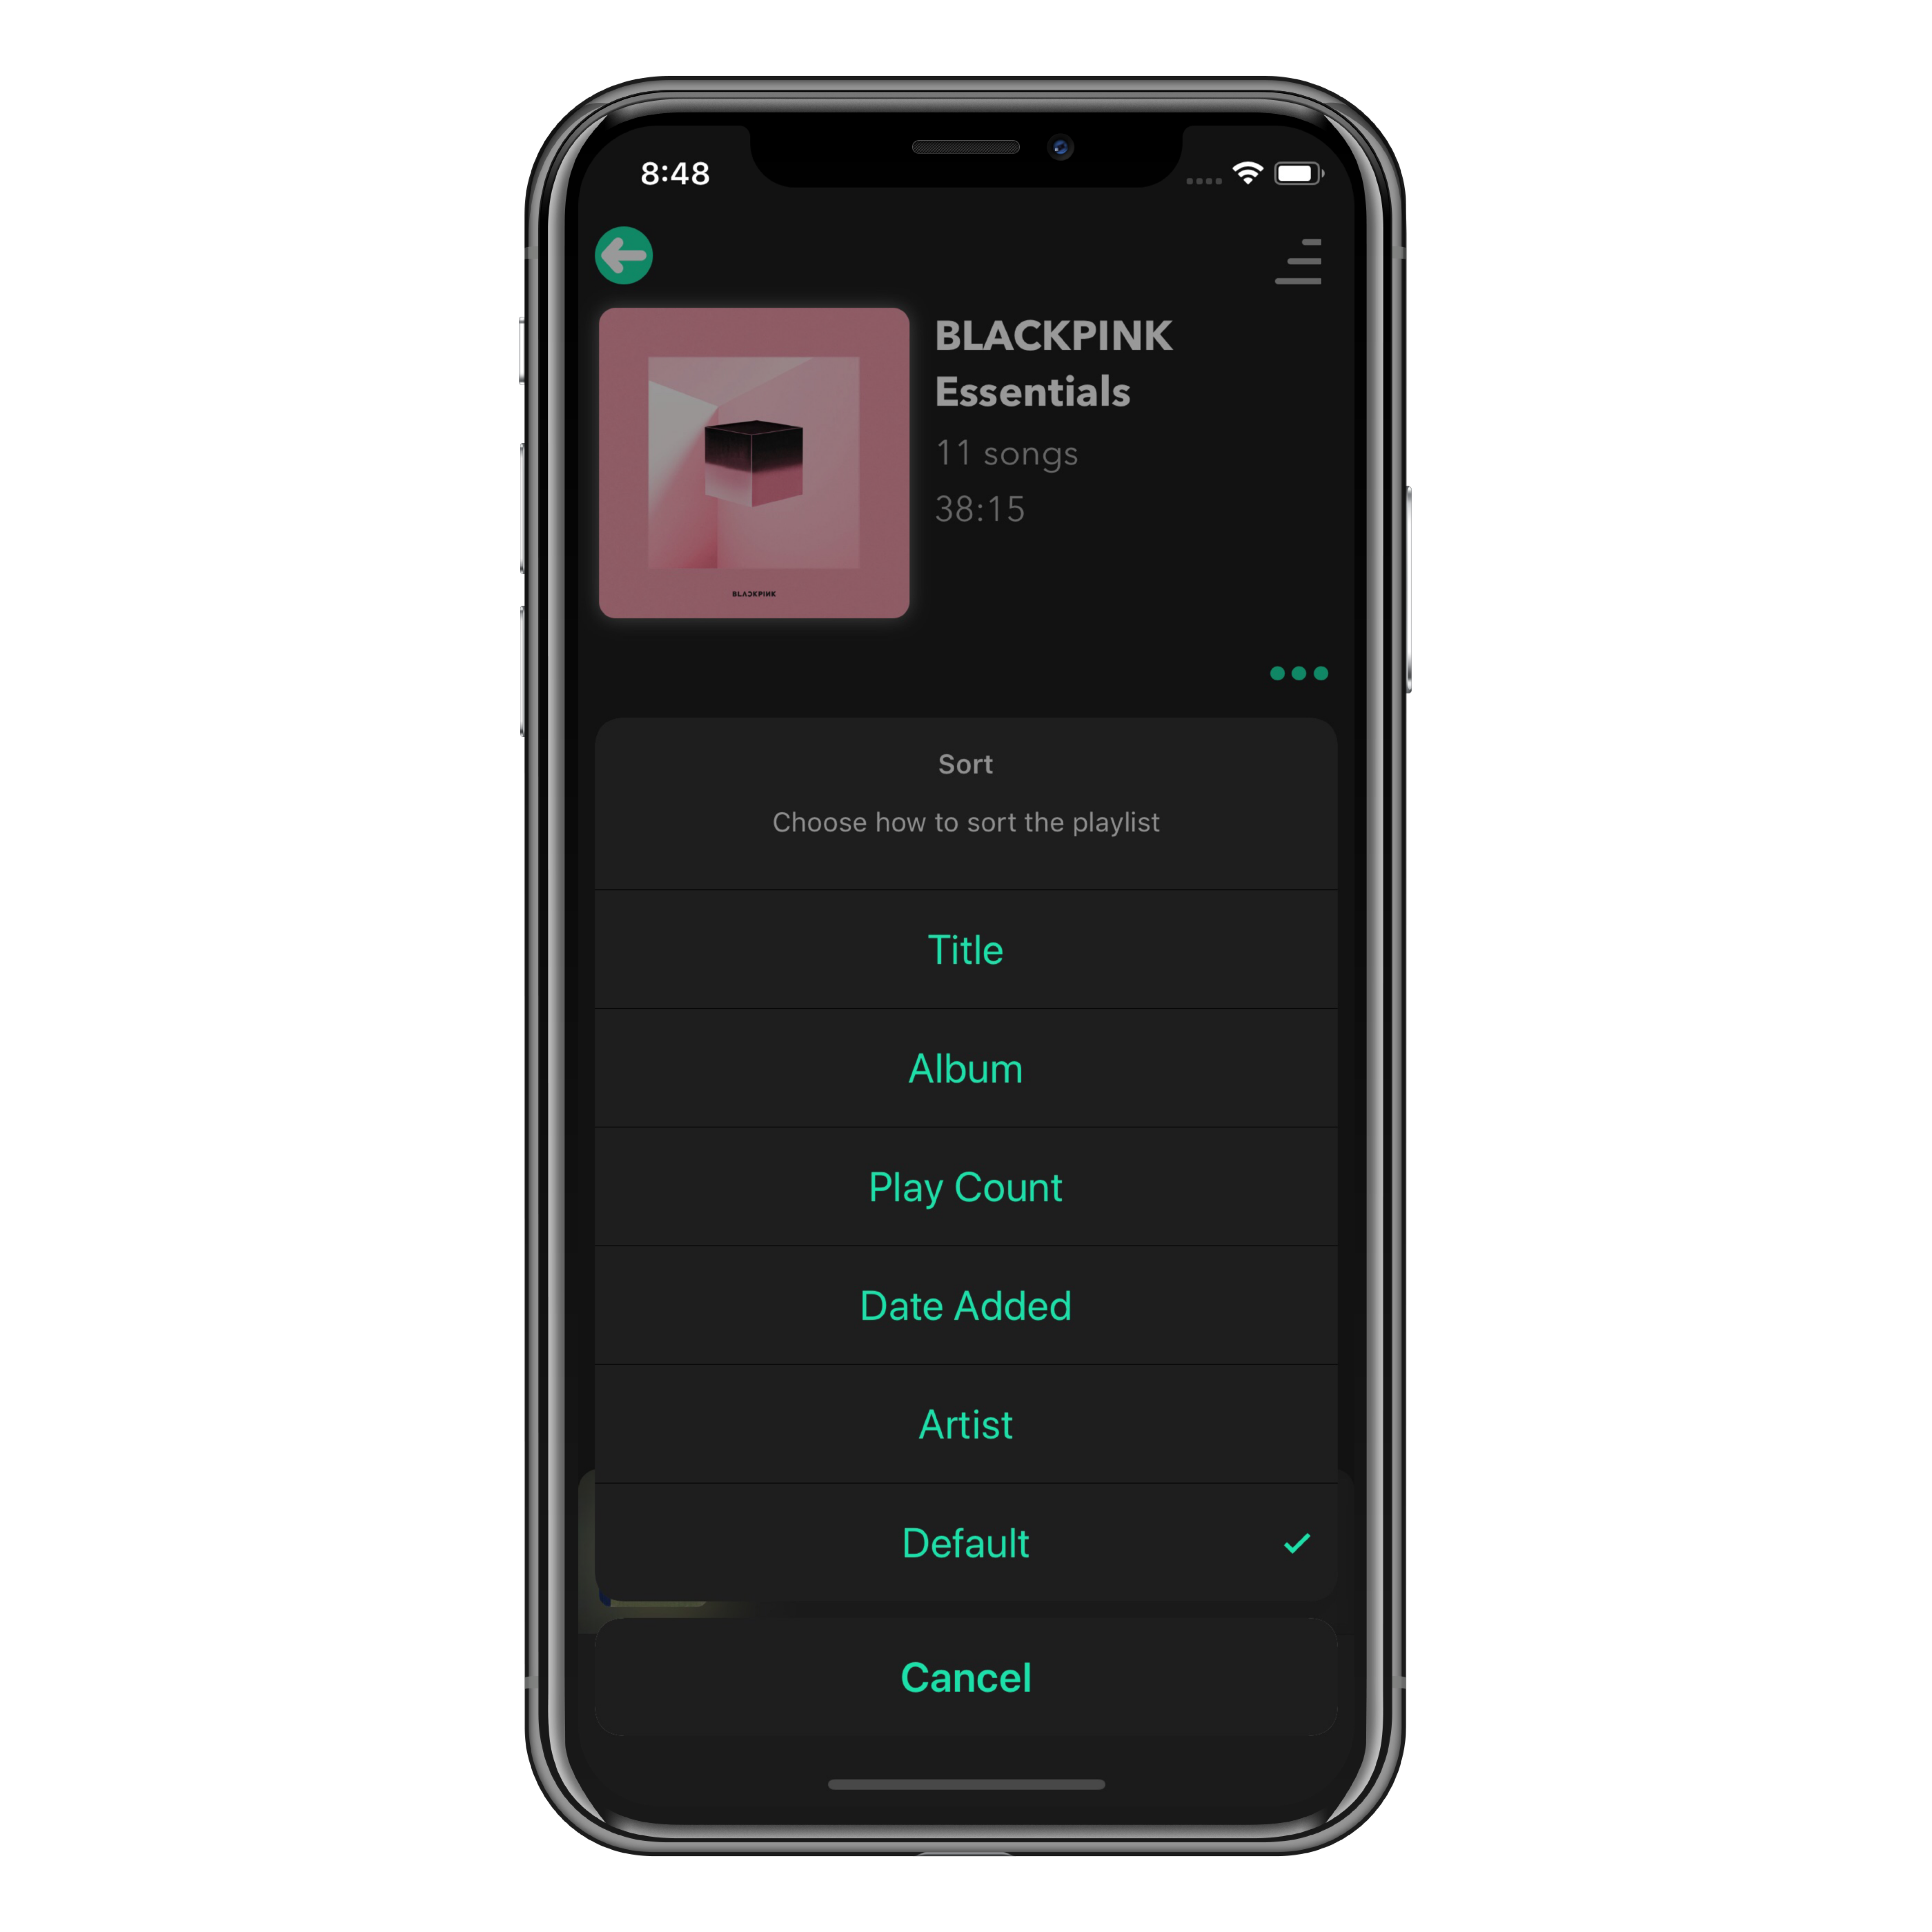 8:48
BLACKPINK
Essentials
11 songs
38:15
BLACKPINK
Sort
Choose how to sort the playlist
Title
Album
Play Count
Date Added
Artist
Default
Cancel